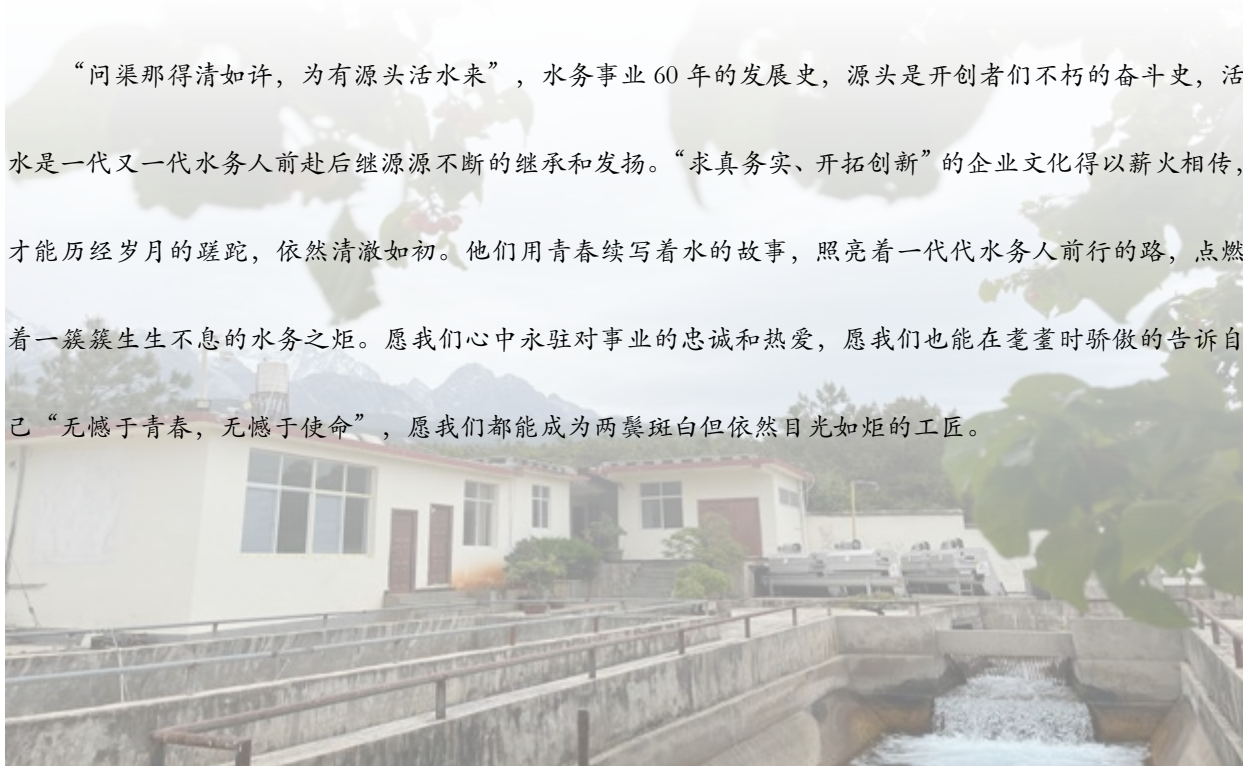 “问渠那得清如许，为有源头活水来”，水务事业 60 年的发展史，源头是开创者们不朽的奋斗史，活
水是一代又一代水务人前赴后继源源不断的继承和发扬。“求真务实、开拓创新”的企业文化得以薪火相传，
才能历经岁月的蹉跎，依然清澈如初。他们用青春续写着水的故事，照亮着一代代水务人前行的路，点燃
着一簇簇生生不息的水务之炬。愿我们心中永驻对事业的忠诚和热爱，愿我们也能在耄耋时骄傲的告诉自
己“无憾于青春，无憾于使命”，愿我们都能成为两鬓斑白但依然目光如炬的工匠。